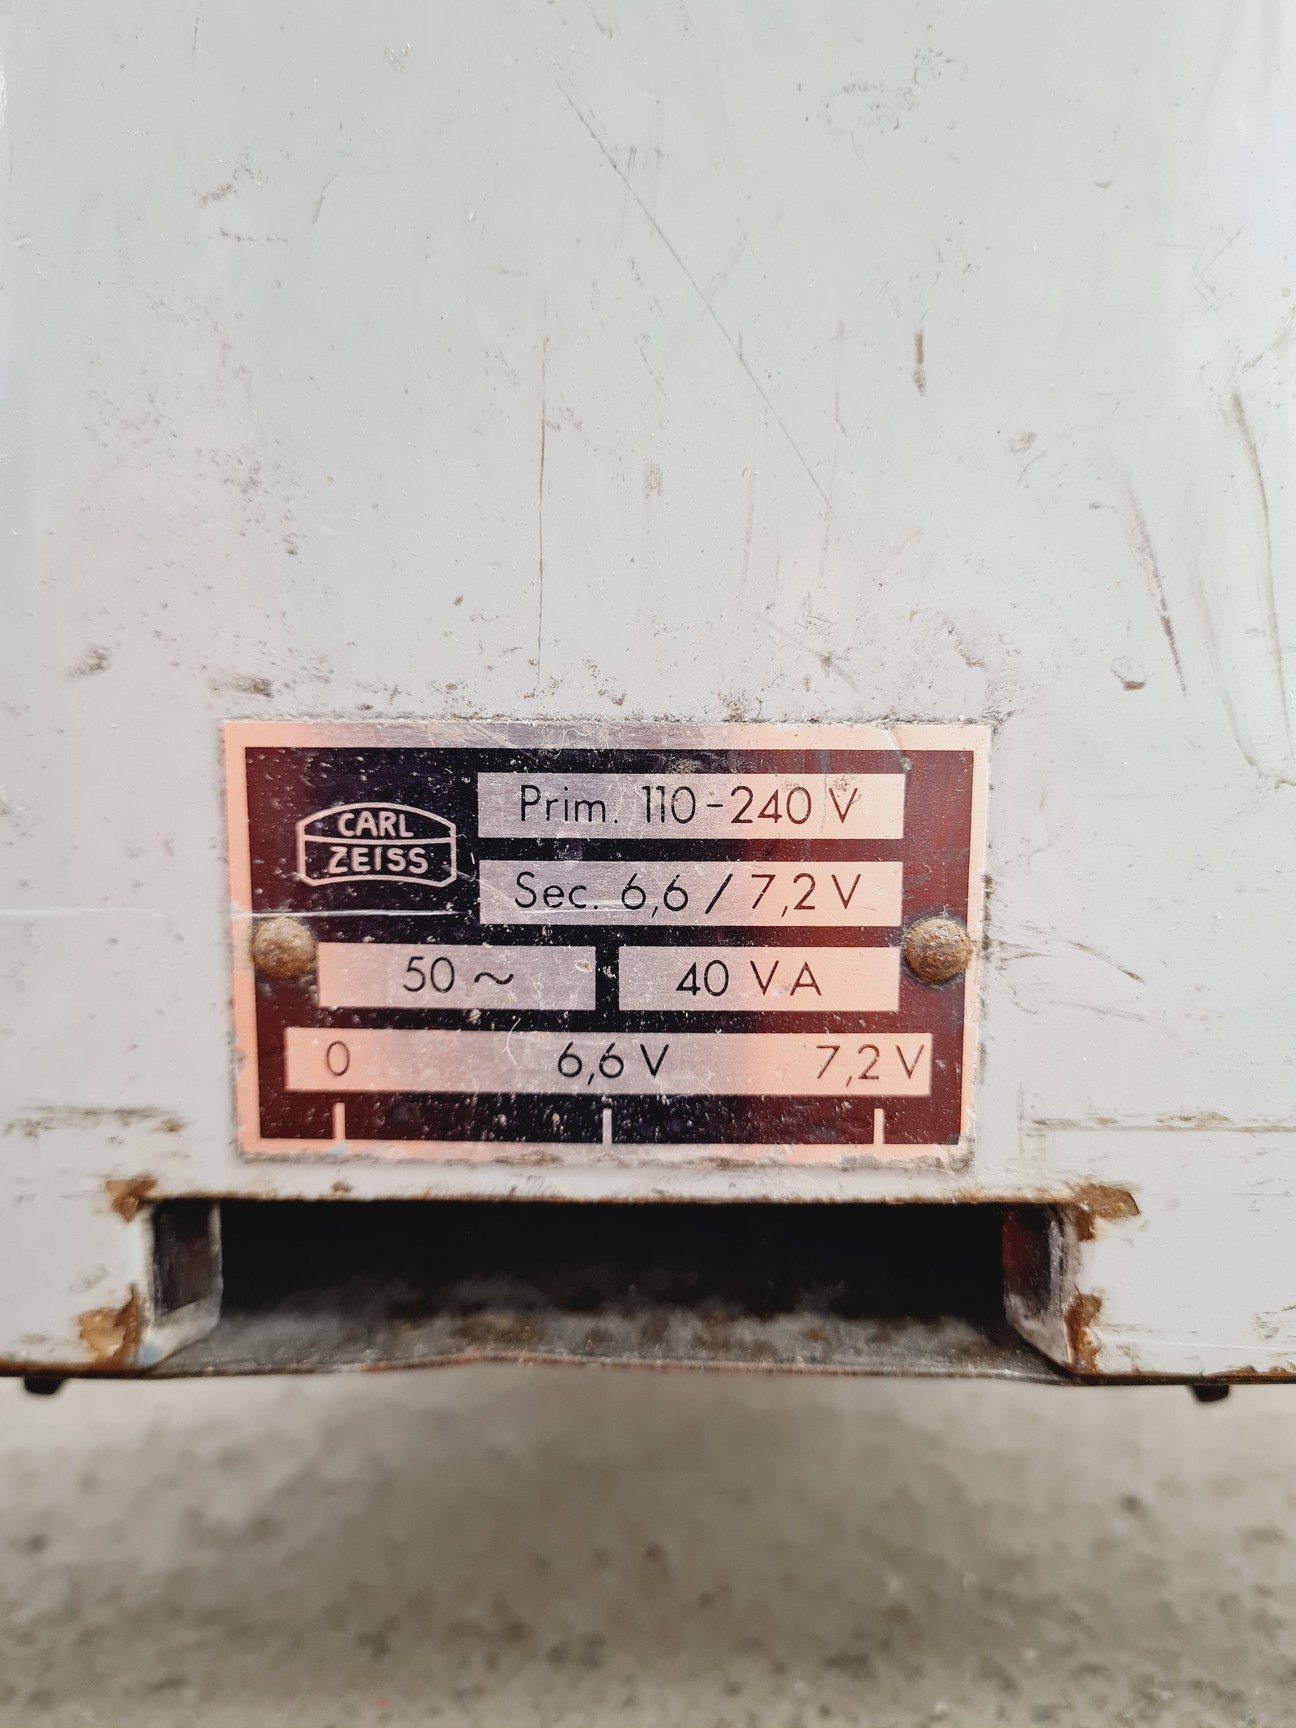 CARL
ZEISS
Prim. 110-240 V
Sec. 6,6 / 7,2 V
50 ~ 40 VA
0 6,6 V 7,2 V